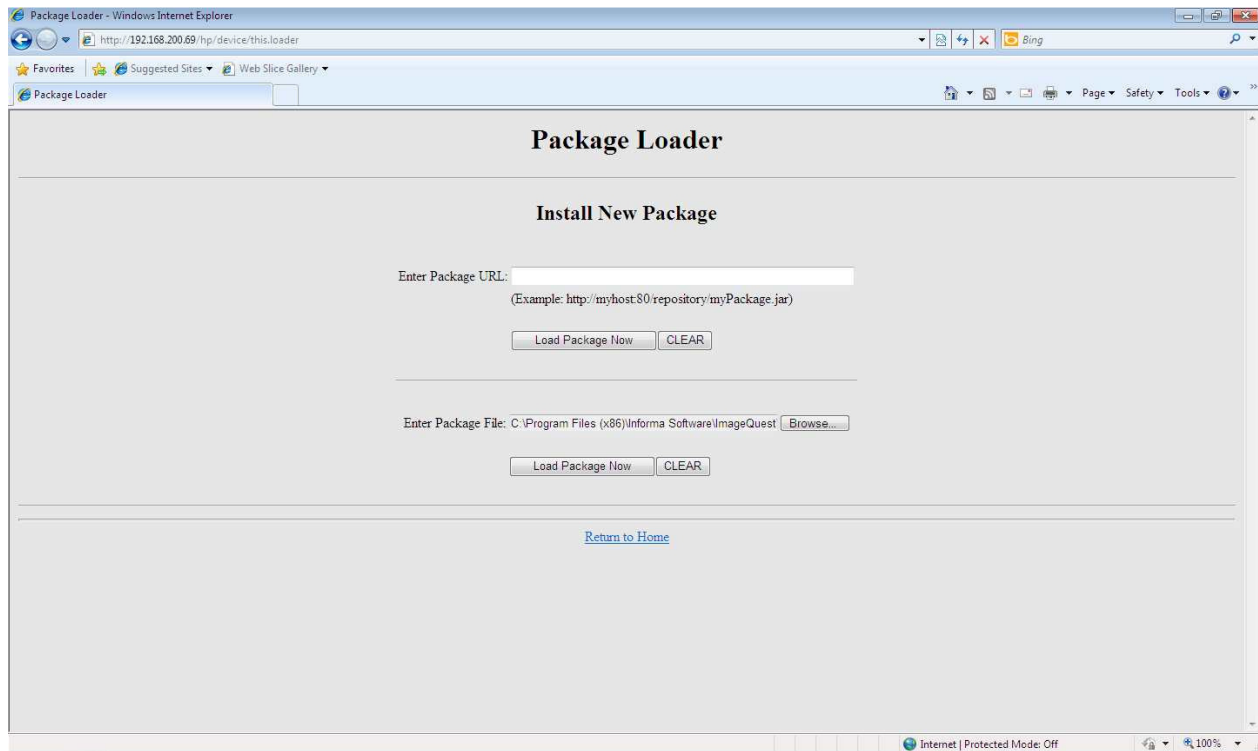 Package Loader - Windows Internet Explorer
http://192.168.200.69/hp/device/this.loader
Bing
Favorites Suggested Sites Web Slice Gallery
Package Loader
Page Safety Tools
Package Loader
Install New Package
Enter Package URL:
(Example: http://myhost:80/repository/myPackage.jar)
Load Package Now CLEAR
Enter Package File: C:\Program Files (x86)\Informa Software\ImageQuest Browse...
Load Package Now CLEAR
Return to Home
Internet | Protected Mode: Off 100%